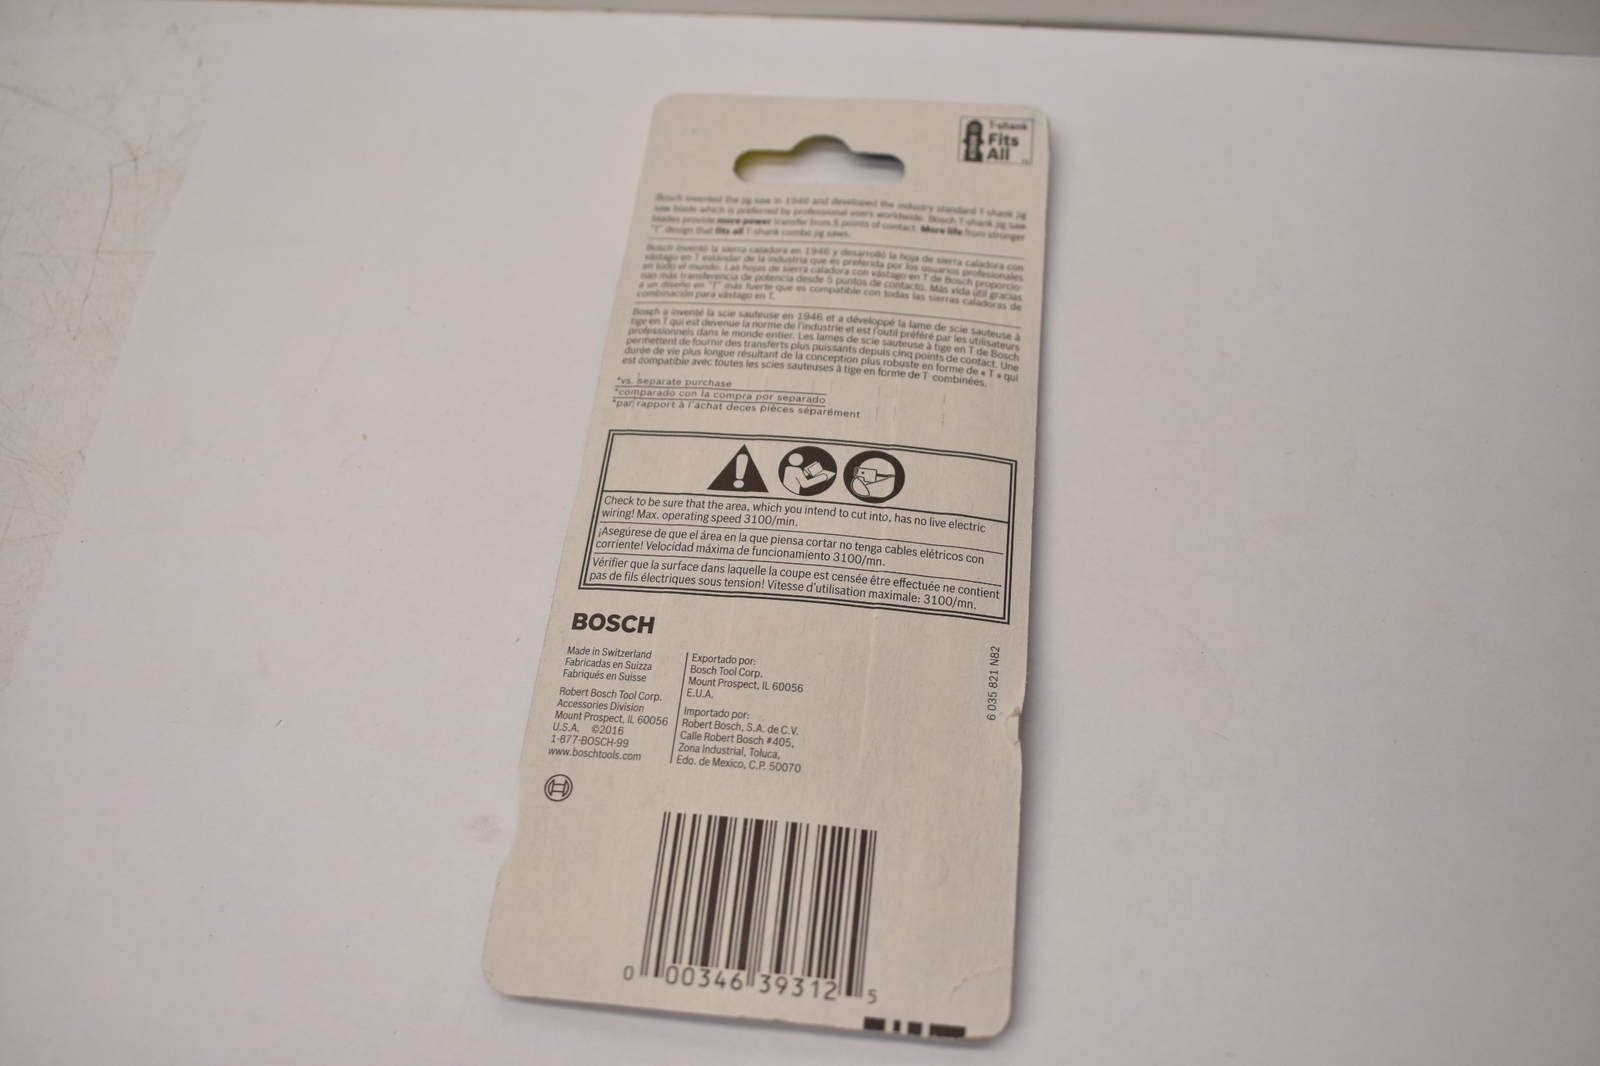 T-shank
Fits
All
Bosch invented the jig saw in 1946 and developed the industry standard T-shank jig
saw blade which is preferred by professional users worldwide. Bosch T-shank jig saw
blades provide more power transfer from 5 points of contact. More life from stronger
"T" design that fits all T-shank combo jig saws.
Bosch inventó la sierra caladora en 1946 y desarrolló la hoja de sierra caladora con
vástago en T estándar de la industria que es preferida por los usuarios profesionales
en todo el mundo. Las hojas de sierra caladora con vástago en T de Bosch proporcio-
nan más transferencia de potencia desde 5 puntos de contacto. Más vida útil gracias
a un diseño en "T" más fuerte que es compatible con todas las sierras caladoras de
combinación para vástago en T.
Bosch a inventé la scie sauteuse en 1946 et a développé la lame de scie sauteuse à
tige en T qui est devenue la norme de l'industrie et est l'outil préféré par les utilisateurs
professionnels dans le monde entier. Les lames de scie sauteuse à tige en T de Bosch
permettent de fournir des transferts plus puissants depuis cinq points de contact. Une
durée de vie plus longue résultant de la conception plus robuste en forme de « T » qui
est compatible avec toutes les scies sauteuses à tige en forme de T combinées.
*vs. separate purchase
*comparado con la compra por separado
*par rapport à l'achat deces pièces séparément
Check to be sure that the area, which you intend to cut into, has no live electric
wiring! Max. operating speed 3100/min.
¡Asegúrese de que el área en la que piensa cortar no tenga cables elétricos con
corriente! Velocidad máxima de funcionamiento 3100/mn.
Vérifier que la surface dans laquelle la coupe est censée être effectuée ne contient
pas de fils électriques sous tension! Vitesse d'utilisation maximale: 3100/mn.
BOSCH
Made in Switzerland
Fabricadas en Suizza
Fabriqués en Suisse
Robert Bosch Tool Corp.
Accessories Division
Mount Prospect, IL 60056
U.S.A. ©2016
1-877-BOSCH-99
www.boschtools.com
Exportado por:
Bosch Tool Corp.
Mount Prospect, IL 60056
E.U.A.
Importado por:
Robert Bosch, S.A. de C.V.
Calle Robert Bosch #405,
Zona Industrial, Toluca,
Edo. de Mexico, C.P. 50070
6 035 821 N82
0 00346 39312 5